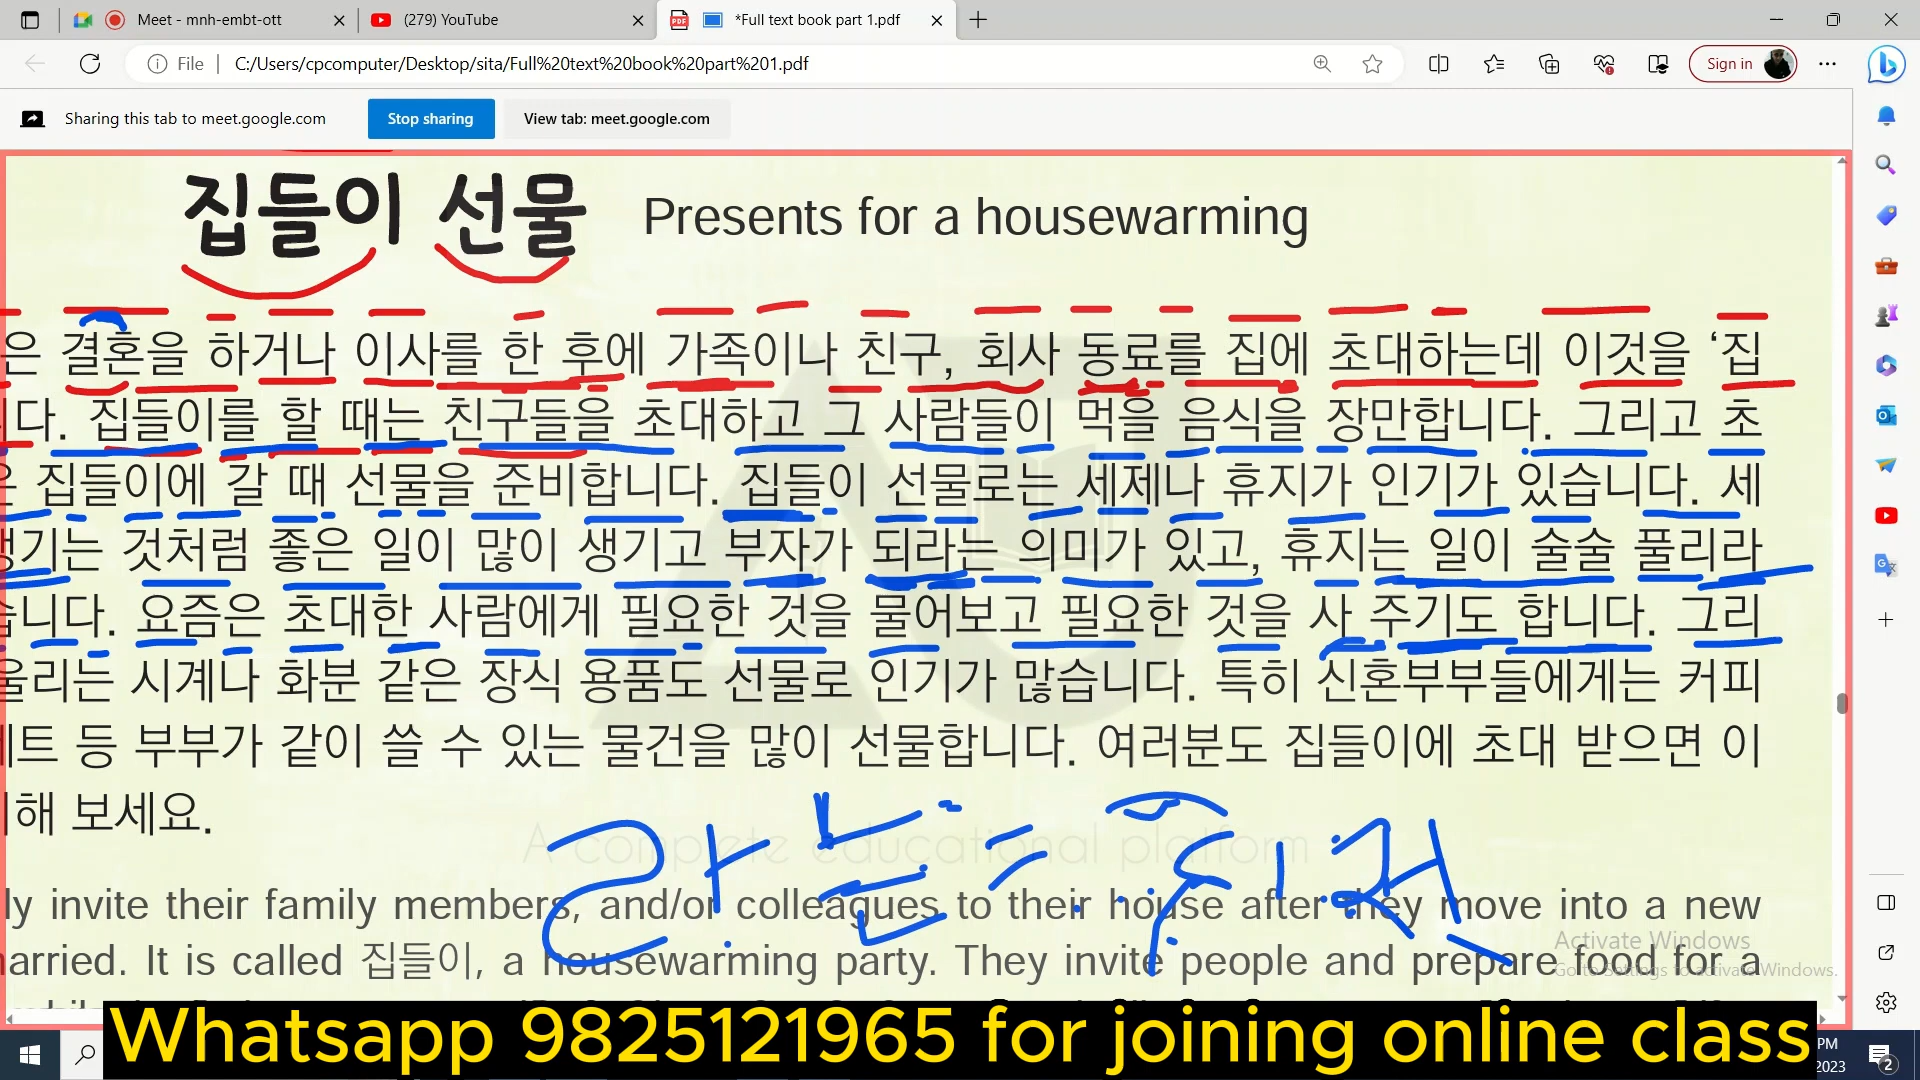 Meet - mnh-embt-ott
(279) YouTube
*Full text book part 1.pdf
File
C:/Users/cpcomputer/Desktop/sita/Full%20text%20book%20part%201.pdf
Sign in
Sharing this tab to meet.google.com
Stop sharing
View tab: meet.google.com
집들이 선물 Presents for a housewarming
은 결혼을 하거나 이사를 한 후에 가족이나 친구, 회사 동료를 집에 초대하는데 이것을 ‘집
다. 집들이를 할 때는 친구들을 초대하고 그 사람들이 먹을 음식을 장만합니다. 그리고 초
은 집들이에 갈 때 선물을 준비합니다. 집들이 선물로는 세제나 휴지가 인기가 있습니다. 세
생기는 것처럼 좋은 일이 많이 생기고 부자가 되라는 의미가 있고, 휴지는 일이 술술 풀리라
습니다. 요즘은 초대한 사람에게 필요한 것을 물어보고 필요한 것을 사 주기도 합니다. 그리
울리는 시계나 화분 같은 장식 용품도 선물로 인기가 많습니다. 특히 신혼부부들에게는 커피
세트 등 부부가 같이 쓸 수 있는 물건을 많이 선물합니다. 여러분도 집들이에 초대 받으면 이
해 보세요.
A complete educational platform
ly invite their family members, and/or colleagues to their house after they move into a new
arried. It is called 집들이, a housewarming party. They invite people and prepare food for a
Activate Windows
Go to Settings to activate Windows.
Whatsapp 9825121965 for joining online class
PM
2023
2